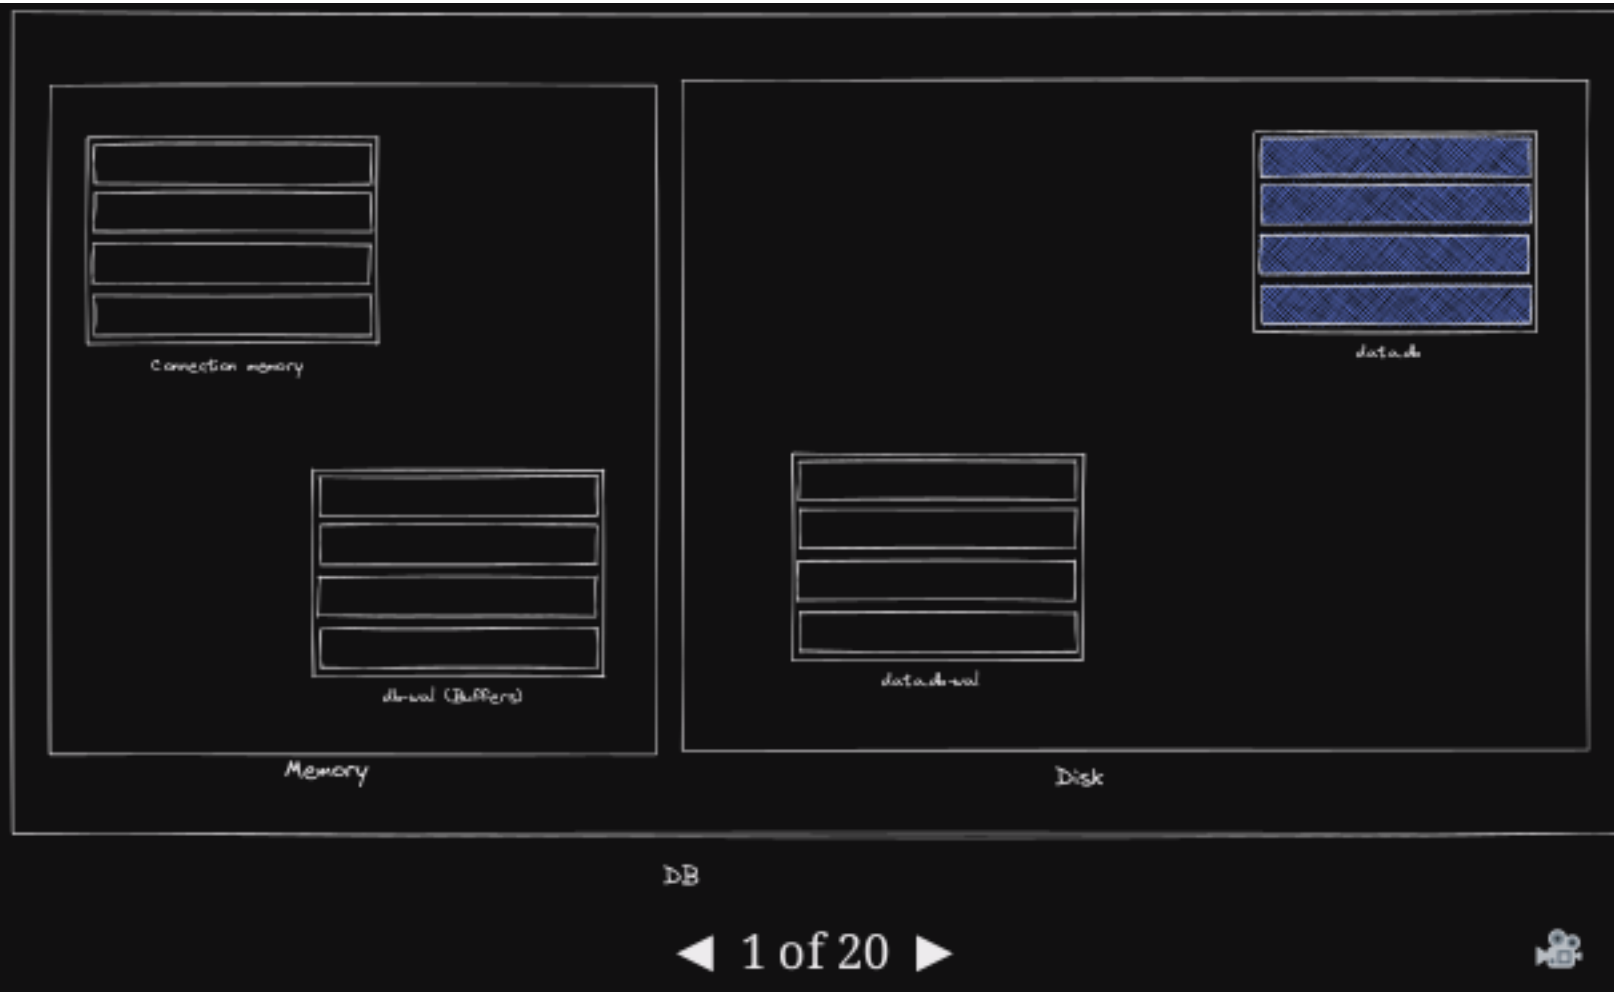 Connection memory
data.db
db-wal (Buffers)
data.db-wal
Memory
Disk
DB
◀ 1 of 20 ▶